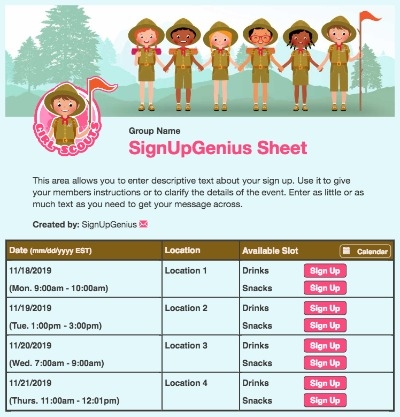 GIRL SCOUTS
Group Name
SignUpGenius Sheet
This area allows you to enter descriptive text about your sign up. Use it to give
your members instructions or to clarify the details of the event. Enter as little or as
much text as you need to get your message across.
Created by: SignUpGenius
Date (mm/dd/yyyy EST) Location Available Slot Calendar
11/18/2019 Location 1 Drinks Sign Up
(Mon. 9:00am - 10:00am) Snacks Sign Up
11/19/2019 Location 2 Drinks Sign Up
(Tue. 1:00pm - 3:00pm) Snacks Sign Up
11/20/2019 Location 3 Drinks Sign Up
(Wed. 7:00am - 9:00am) Snacks Sign Up
11/21/2019 Location 4 Drinks Sign Up
(Thurs. 11:00am - 12:01pm) Snacks Sign Up